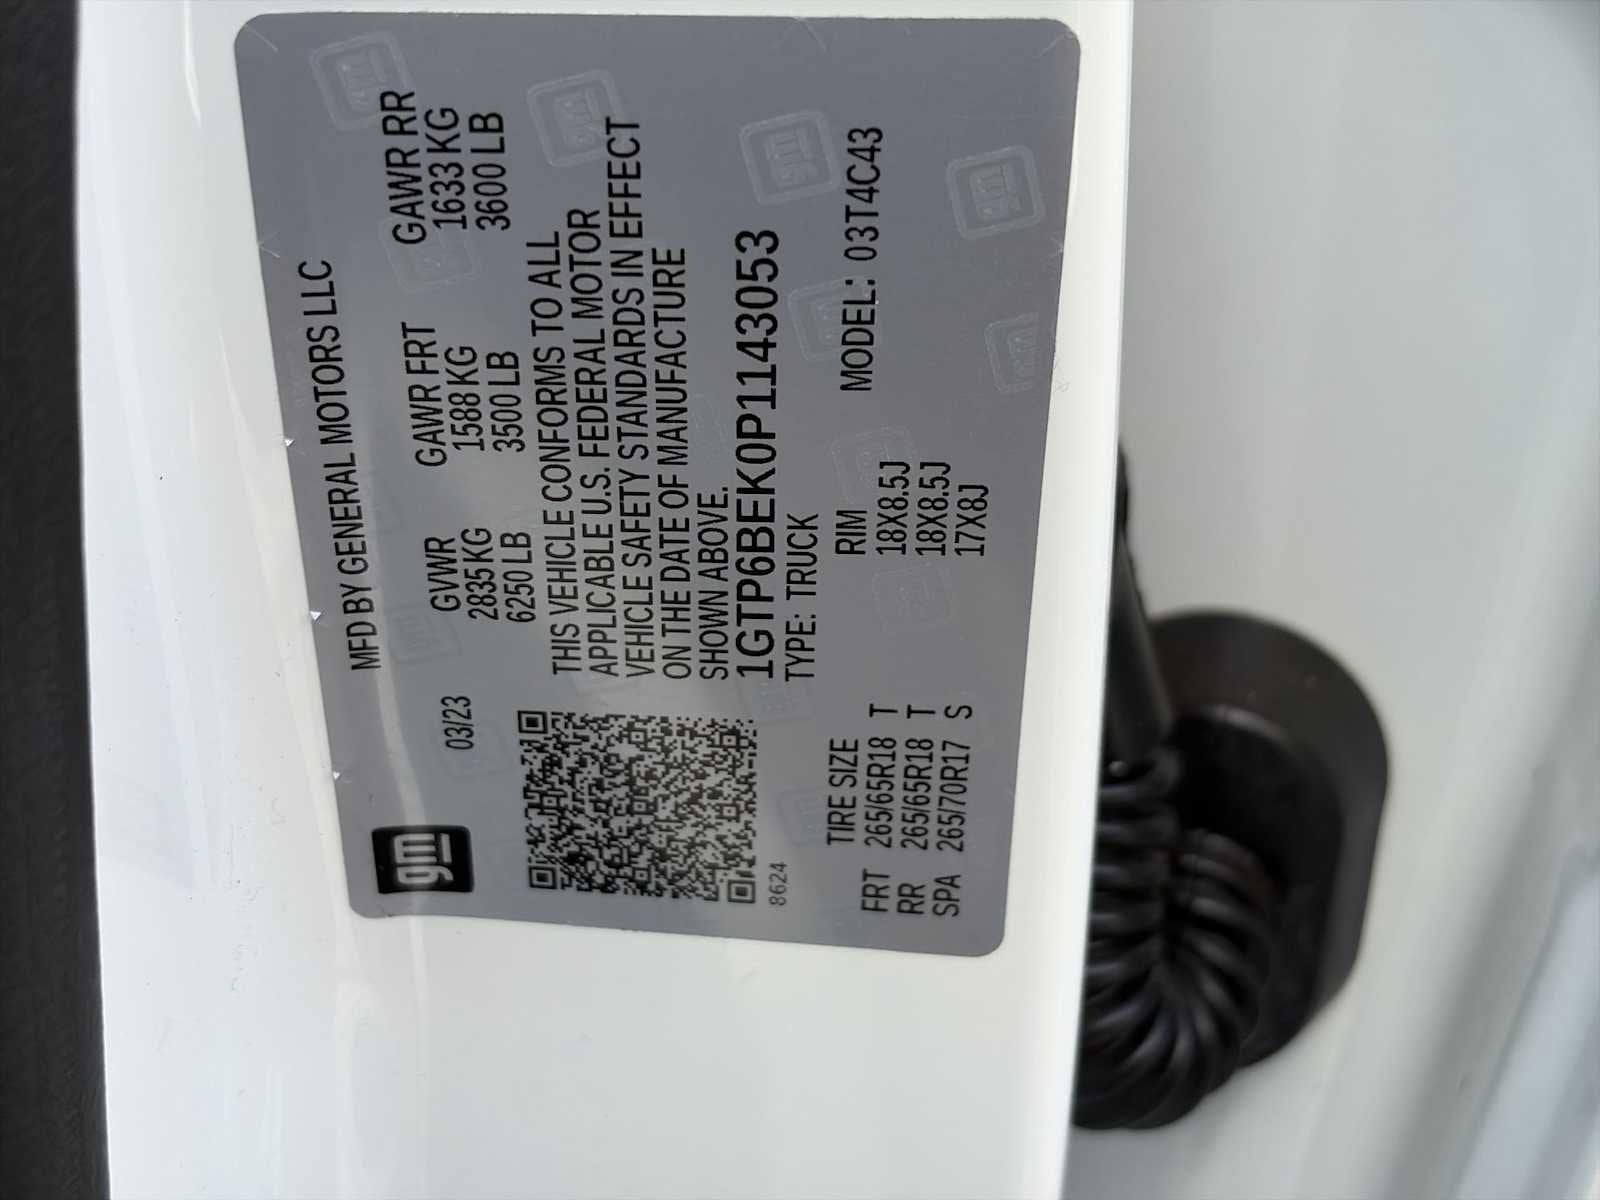 gm
MFD BY GENERAL MOTORS LLC
03/23
GVWR GAWR FRT GAWR RR
2835 KG 1588 KG 1633 KG
6250 LB 3500 LB 3600 LB
THIS VEHICLE CONFORMS TO ALL
APPLICABLE U.S. FEDERAL MOTOR
VEHICLE SAFETY STANDARDS IN EFFECT
ON THE DATE OF MANUFACTURE
SHOWN ABOVE.
1GTP6BEK0P1143053
TYPE: TRUCK
8624
TIRE SIZE RIM MODEL: 03T4C43
FRT 265/65R18 T 18X8.5J
RR 265/65R18 T 18X8.5J
SPA 265/70R17 S 17X8J